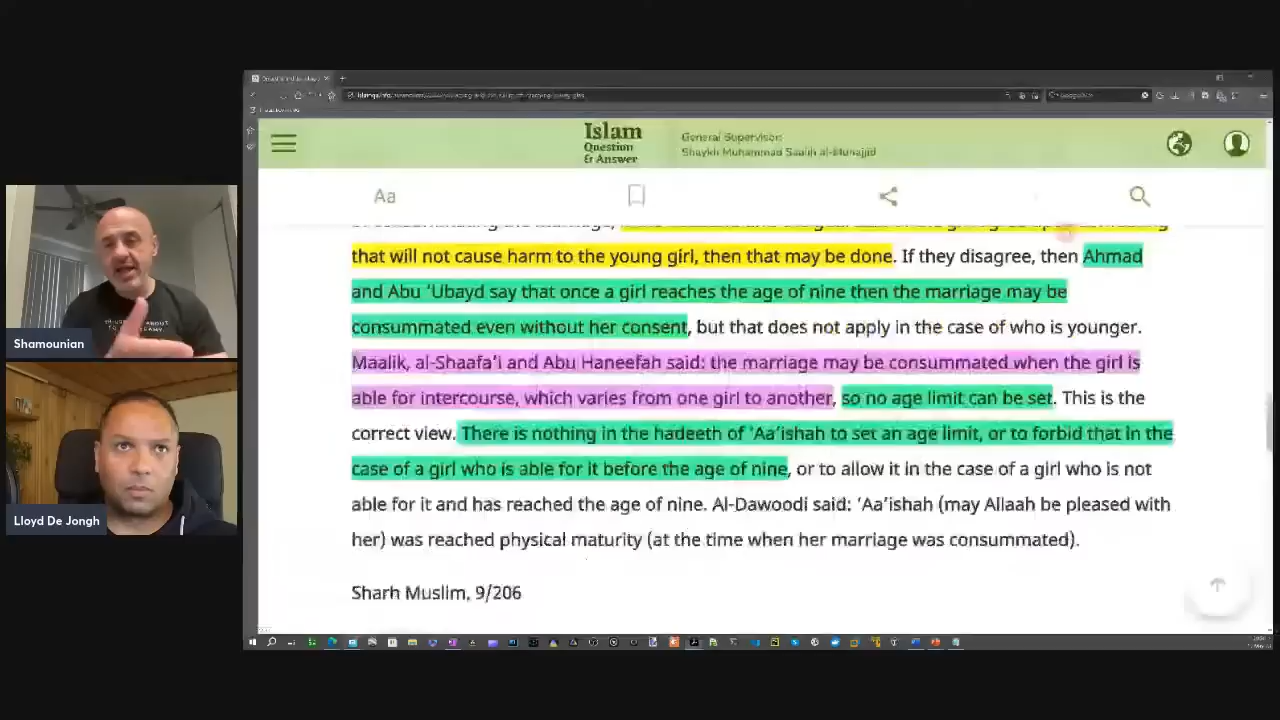 Islam
Question
& Answer
General Supervisor:
Shaykh Muhammad Saalih al-Munajjid
Aa
that will not cause harm to the young girl, then that may be done. If they disagree, then Ahmad
and Abu ‘Ubayd say that once a girl reaches the age of nine then the marriage may be
consummated even without her consent, but that does not apply in the case of who is younger.
Maalik, al-Shaafa’i and Abu Haneefah said: the marriage may be consummated when the girl is
able for intercourse, which varies from one girl to another, so no age limit can be set. This is the
correct view. There is nothing in the hadeeth of ‘Aa’ishah to set an age limit, or to forbid that in the
case of a girl who is able for it before the age of nine, or to allow it in the case of a girl who is not
able for it and has reached the age of nine. Al-Dawoodi said: ‘Aa’ishah (may Allaah be pleased with
her) was reached physical maturity (at the time when her marriage was consummated).
Sharh Muslim, 9/206
Shamounian
Lloyd De Jongh